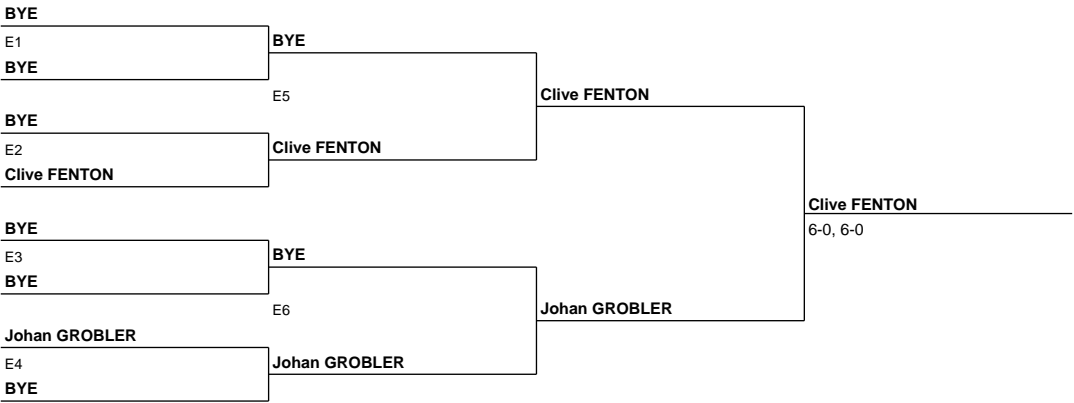 BYE
E1
BYE
BYE
E5
BYE
E2
Clive FENTON
Clive FENTON
Clive FENTON
BYE
E3
BYE
BYE
E6
Johan GROBLER
E4
BYE
Johan GROBLER
Johan GROBLER
Clive FENTON
6-0, 6-0